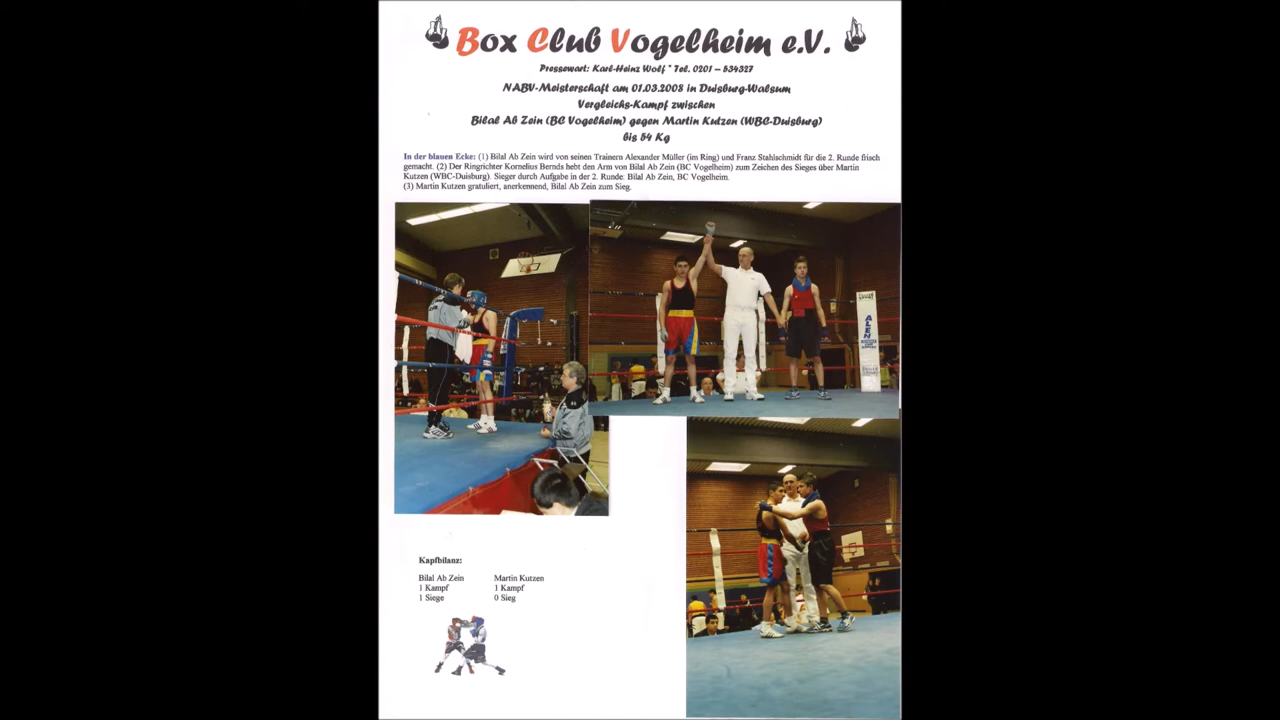 Box Club Vogelheim e.V.
Pressewart: Karl-Heinz Wolf * Tel. 0201 – 534327
NABV-Meisterschaft am 01.03.2008 in Duisburg-Walsum
Vergleichs-Kampf zwischen
Bilal Ab Zein (BC Vogelheim) gegen Martin Kutzen (WBC-Duisburg)
bis 54 Kg
In der blauen Ecke: (1) Bilal Ab Zein wird von seinen Trainern Alexander Müller (im Ring) und Franz Stahlschmidt für die 2. Runde frisch
gemacht. (2) Der Ringrichter Kornelius Bernds hebt den Arm von Bilal Ab Zein (BC Vogelheim) zum Zeichen des Sieges über Martin
Kutzen (WBC-Duisburg). Sieger durch Aufgabe in der 2. Runde: Bilal Ab Zein, BC Vogelheim.
(3) Martin Kutzen gratuliert, anerkennend, Bilal Ab Zein zum Sieg.
ALEN
Kapfbilanz:
Bilal Ab Zein Martin Kutzen
1 Kampf 1 Kampf
1 Siege 0 Sieg